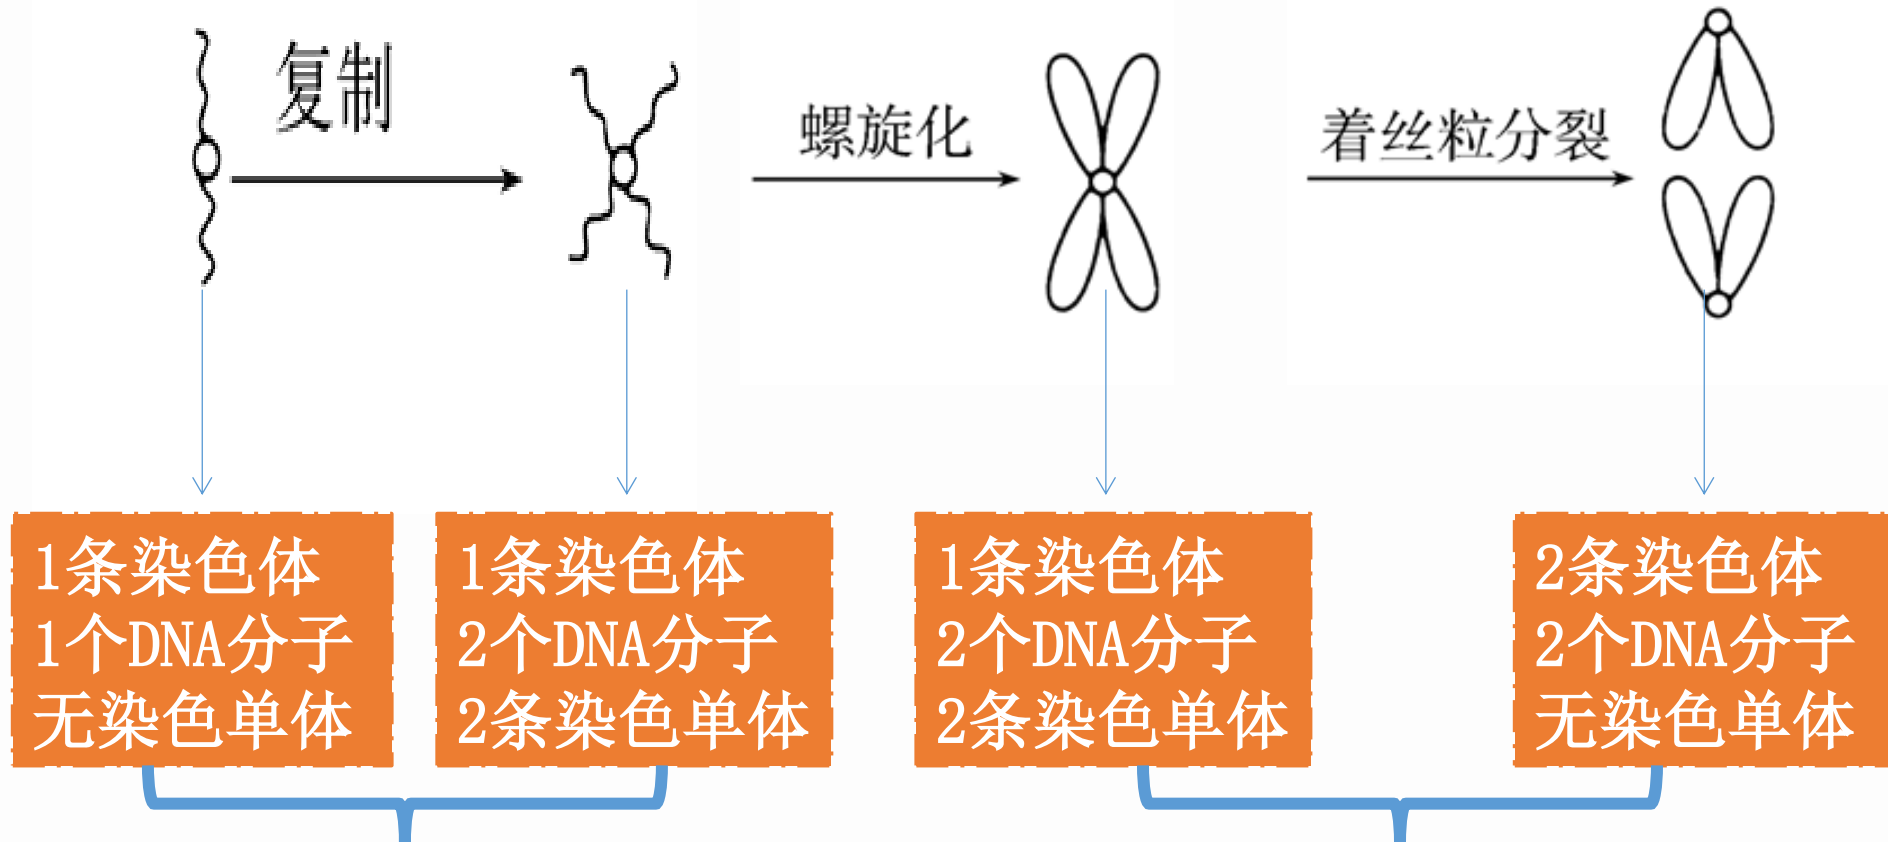 复制
螺旋化
着丝粒分裂
1条染色体
1个DNA分子
无染色单体
1条染色体
2个DNA分子
2条染色单体
1条染色体
2个DNA分子
2条染色单体
2条染色体
2个DNA分子
无染色单体